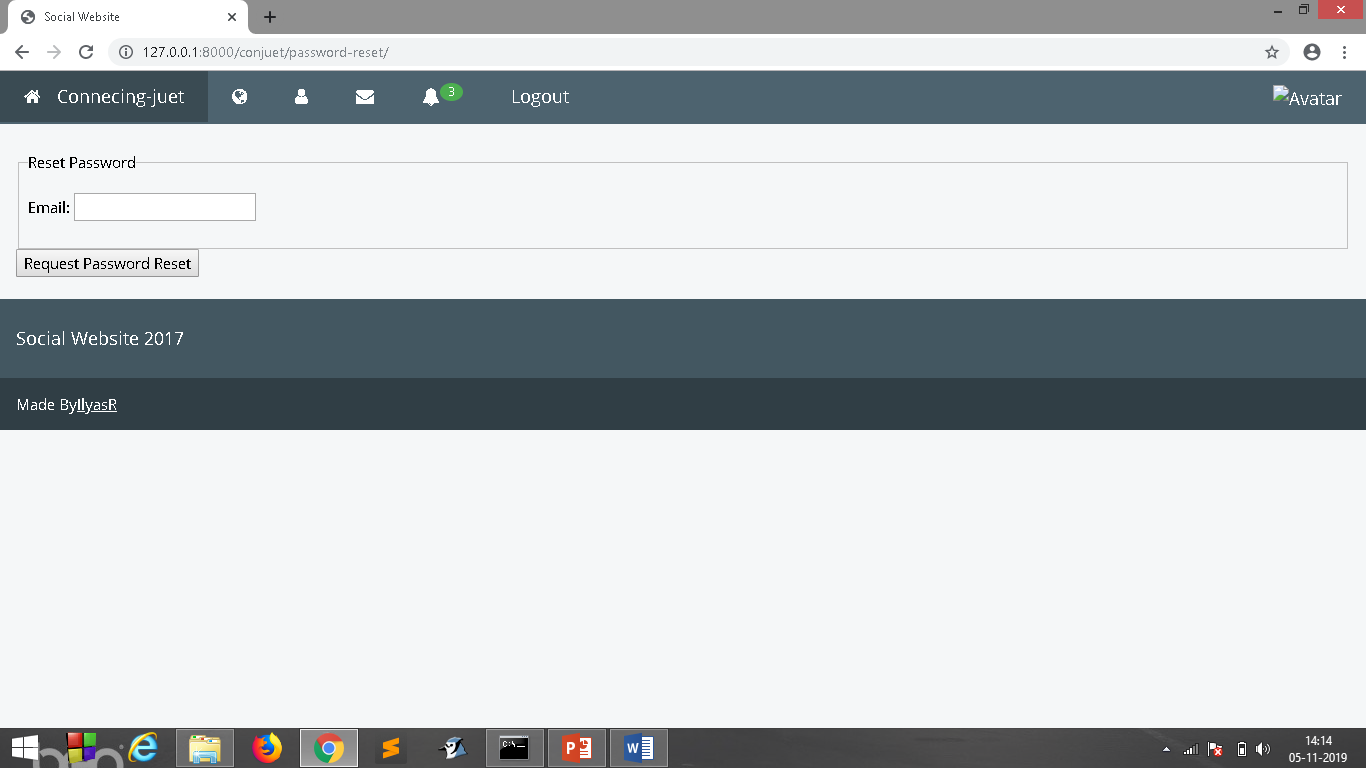 Social Website
127.0.0.1:8000/conjuet/password-reset/
Connecing-juet 3 Logout Avatar
Reset Password
Email:
Request Password Reset
Social Website 2017
Made ByIlyasR
C:\
14:14
05-11-2019